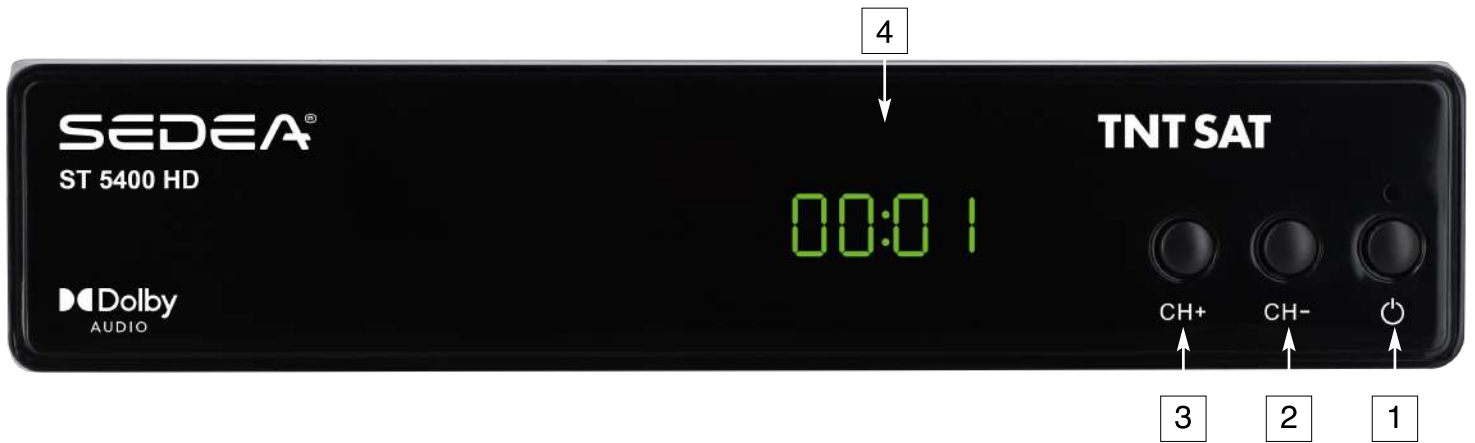 4
SEDEA®
ST 5400 HD
TNT SAT
00:01
Dolby
AUDIO
CH+
CH-
3
2
1